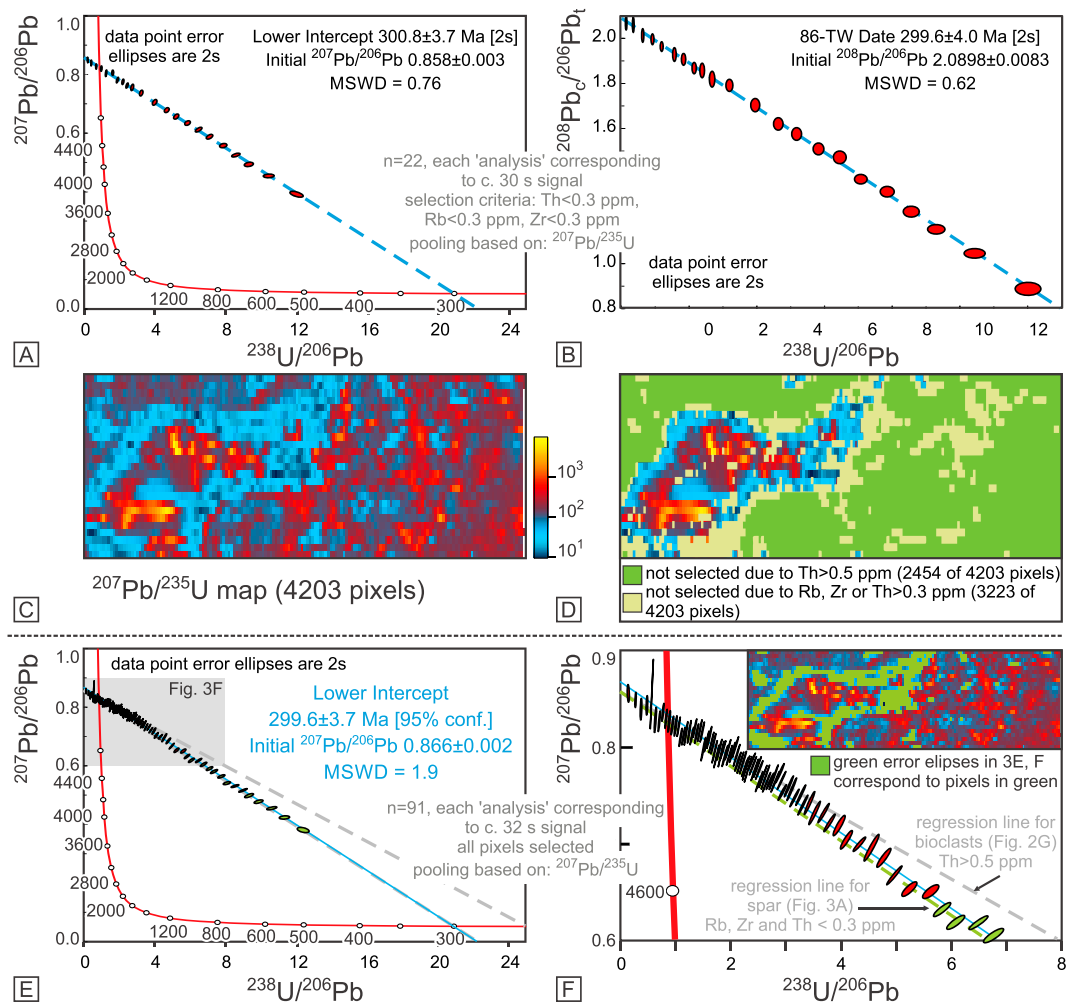 1.0
data point error
ellipses are 2s
Lower Intercept 300.8±3.7 Ma [2s]
Initial 207Pb/206Pb 0.858±0.003
MSWD = 0.76
207Pb/206Pb
0.8
0.6
4400
4000
0.4
3600
2800
0.2
2000
1200
800
600
500
400
300
0.0
0 4 8 12 16 20 24
A
238U/206Pb
n=22, each 'analysis' corresponding
to c. 30 s signal
selection criteria: Th<0.3 ppm,
Rb<0.3 ppm, Zr<0.3 ppm
pooling based on: 207Pb/235U
208Pbc/206Pbt
2.0
1.8
1.6
1.2
1.0
0.8
86-TW Date 299.6±4.0 Ma [2s]
Initial 208Pb/206Pb 2.0898±0.0083
MSWD = 0.62
data point error
ellipses are 2s
0 2 4 6 8 10 12
B
238U/206Pb
10³
10²
10¹
C
207Pb/235U map (4203 pixels)
not selected due to Th>0.5 ppm (2454 of 4203 pixels)
not selected due to Rb, Zr or Th>0.3 ppm (3223 of
4203 pixels)
D
1.0
data point error ellipses are 2s
Fig. 3F
Lower Intercept
299.6±3.7 Ma [95% conf.]
Initial 207Pb/206Pb 0.866±0.002
MSWD = 1.9
207Pb/206Pb
0.8
0.6
4400
4000
0.4
3600
2800
0.2
2000
1200
800
600
500
400
300
0.0
0 4 8 12 16 20 24
E
238U/206Pb
n=91, each 'analysis' corresponding
to c. 32 s signal
all pixels selected
pooling based on: 207Pb/235U
0.9
207Pb/206Pb
0.8
0.6
green error elipses in 3E, F
correspond to pixels in green
regression line for
bioclasts (Fig. 2G)
Th>0.5 ppm
4600
regression line for
spar (Fig. 3A)
Rb, Zr and Th < 0.3 ppm
0 2 4 6 8
F
238U/206Pb